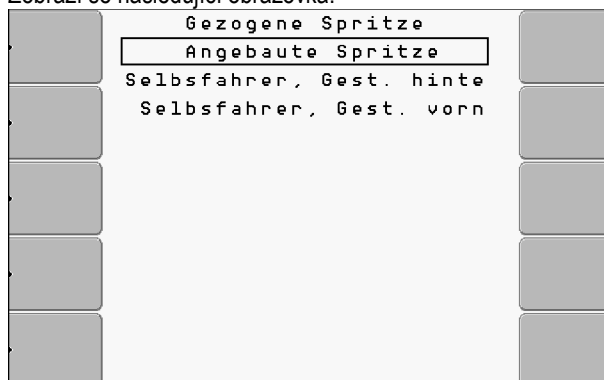 Zobrazí se následující obrazovka:
Gezogene Spritze
Angebaute Spritze
Selbsfahrer, Gest. hinte
Selbsfahrer, Gest. vorn